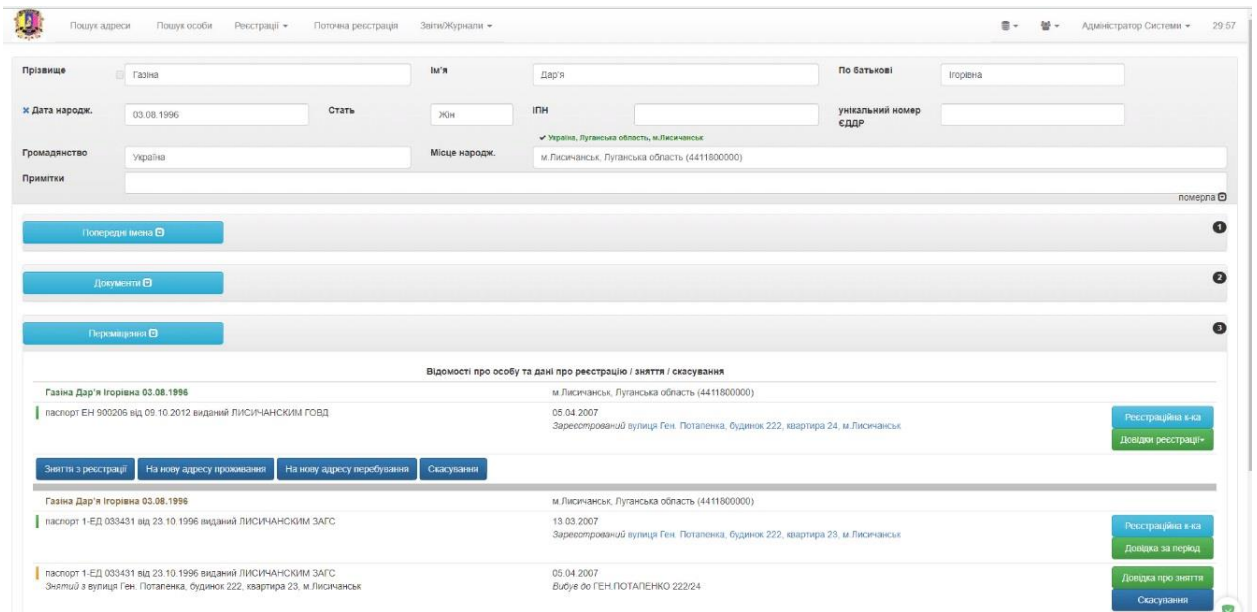 Пошук адреси Пошук особи Реєстрації Поточна реєстрація Звіти/Журнали Адміністратор Системи 29:57
Прізвище Газіна Ім'я Дар'я По батькові Ігорівна
Дата народж. 03.08.1996 Стать Жін ІПН унікальний номер ЄДДР
Україна, Луганська область, м.Лисичанськ
Громадянство Україна Місце народж. м.Лисичанськ, Луганська область (4411800000)
Примітки
померла
Попередні імена 1
Документи 2
Переміщення 3
Відомості про особу та дані про реєстрацію / зняття / скасування
Газіна Дар'я Ігорівна 03.08.1996 м.Лисичанськ, Луганська область (4411800000)
паспорт ЕН 900206 від 09.10.2012 виданий ЛИСИЧАНСКИМ ГОВД 05.04.2007 Реєстраційна к-ка
Зареєстрований вулиця Ген. Потапенка, будинок 222, квартира 24, м.Лисичанськ
Довідки реєстрації
Зняття з реєстрації На нову адресу проживання На нову адресу перебування Скасування
Газіна Дар'я Ігорівна 03.08.1996 м.Лисичанськ, Луганська область (4411800000)
паспорт 1-ЕД 033431 від 23.10.1996 виданий ЛИСИЧАНСКИМ ЗАГС 13.03.2007 Реєстраційна к-ка
Зареєстрований вулиця Ген. Потапенка, будинок 222, квартира 23, м.Лисичанськ
Довідка за період
паспорт 1-ЕД 033431 від 23.10.1996 виданий ЛИСИЧАНСКИМ ЗАГС 05.04.2007 Довідка про зняття
Знятий з вулиця Ген. Потапенка, будинок 222, квартира 23, м.Лисичанськ Вибув до ГЕН.ПОТАПЕНКО 222/24
Скасування